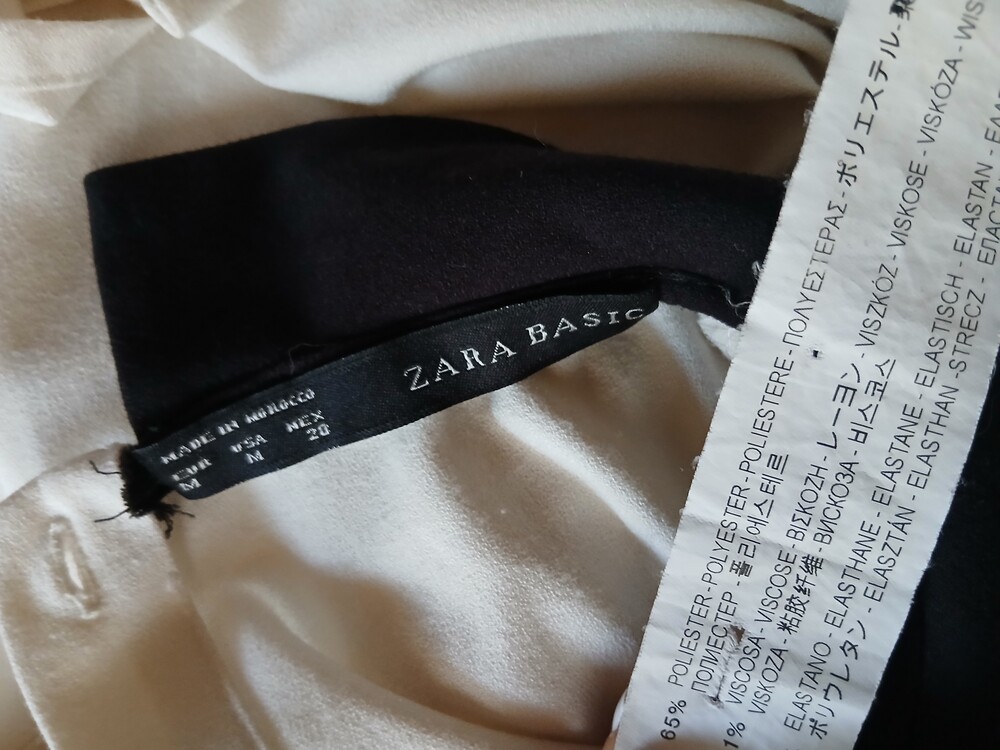 ZARA BASIC
MADE IN MOROCCO
EUR USA MEX
M M 28
65% POLIESTER - POLYESTER - POLIESTERE - ΠΟΛΥΕΣΤΕΡΑΣ - ポリエステル -
ПОЛИЕСТЕР - 폴리에스테르
1% VISCOSA - VISCOSE - ΒΙΣΚΟΖΗ - レーヨン - VISZKÓZ - VISKOSE - VISKÓZA - WIS
VISKOZA - 粘胶纤维 - ВИСКОЗА - 비스코스
ELASTANO - ELASTHANE - ELASTANE - ELASTISCH - ELASTAN -
ポリウレタン - ELASZTÁN - ELASTHAN - STRECZ -